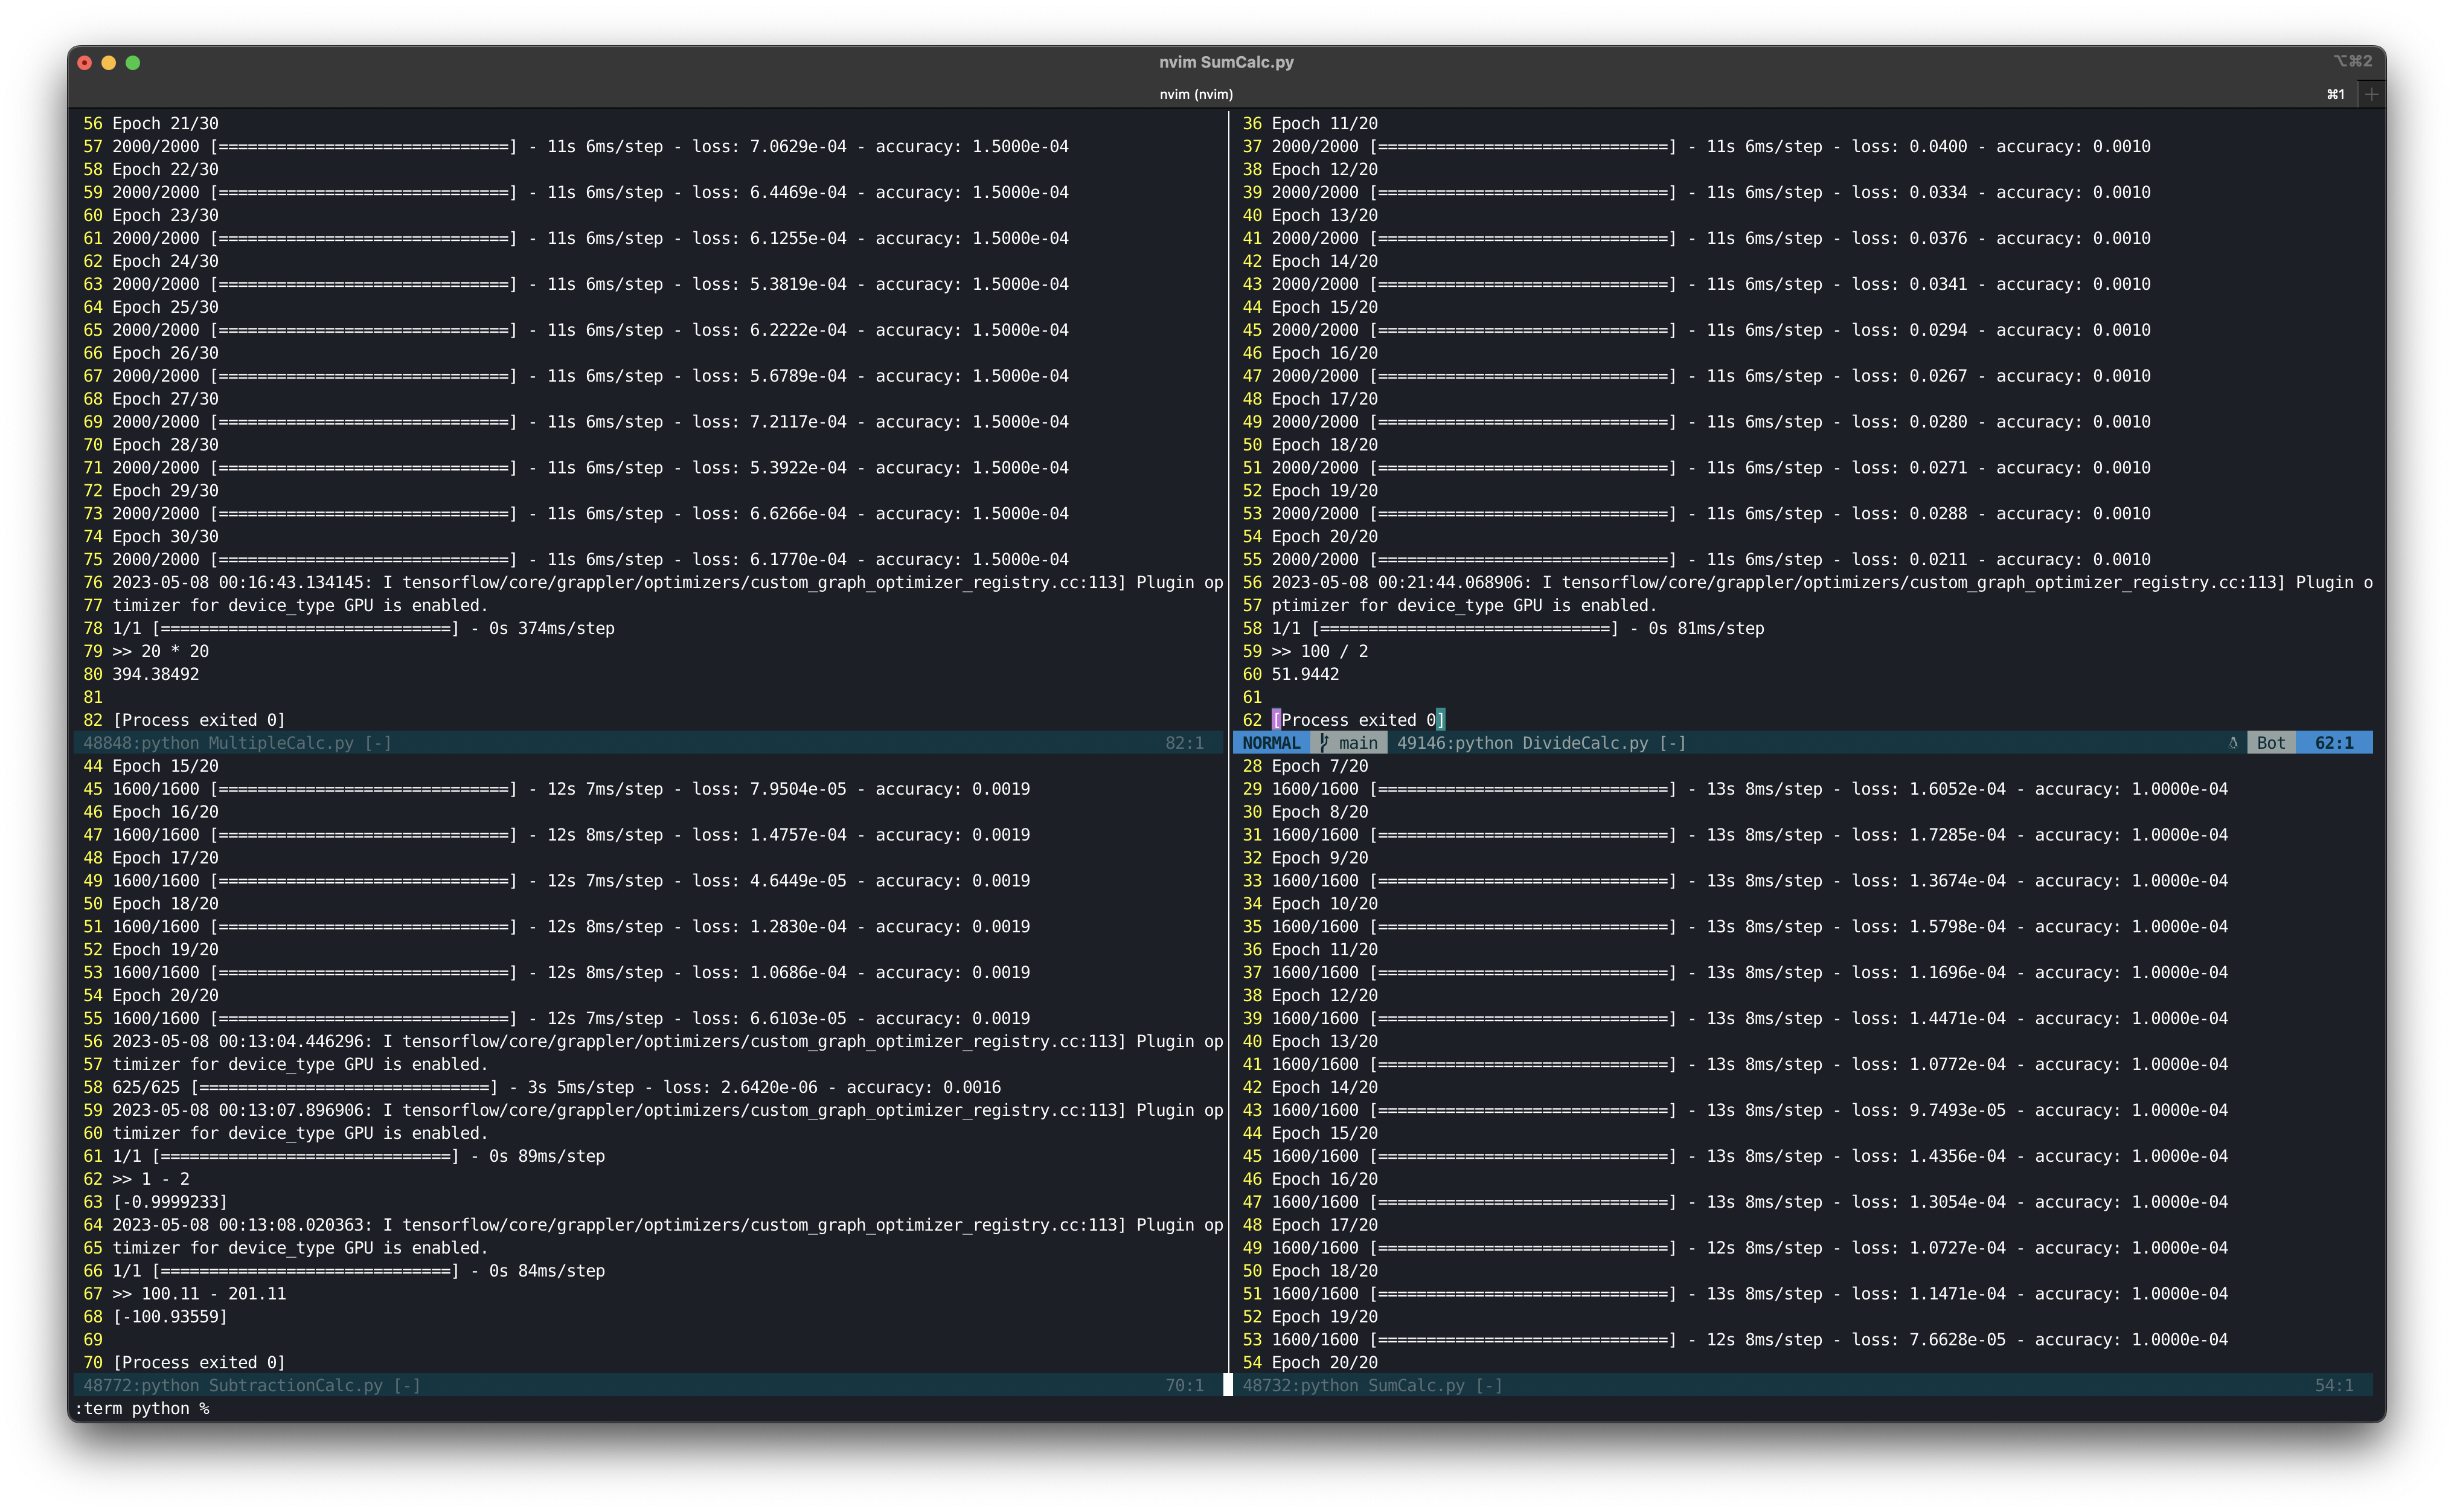 nvim SumCalc.py
⌥⌘2
nvim (nvim)
⌘1
56 Epoch 21/30
57 2000/2000 [==============================] - 11s 6ms/step - loss: 7.0629e-04 - accuracy: 1.5000e-04
58 Epoch 22/30
59 2000/2000 [==============================] - 11s 6ms/step - loss: 6.4469e-04 - accuracy: 1.5000e-04
60 Epoch 23/30
61 2000/2000 [==============================] - 11s 6ms/step - loss: 6.1255e-04 - accuracy: 1.5000e-04
62 Epoch 24/30
63 2000/2000 [==============================] - 11s 6ms/step - loss: 5.3819e-04 - accuracy: 1.5000e-04
64 Epoch 25/30
65 2000/2000 [==============================] - 11s 6ms/step - loss: 6.2222e-04 - accuracy: 1.5000e-04
66 Epoch 26/30
67 2000/2000 [==============================] - 11s 6ms/step - loss: 5.6789e-04 - accuracy: 1.5000e-04
68 Epoch 27/30
69 2000/2000 [==============================] - 11s 6ms/step - loss: 7.2117e-04 - accuracy: 1.5000e-04
70 Epoch 28/30
71 2000/2000 [==============================] - 11s 6ms/step - loss: 5.3922e-04 - accuracy: 1.5000e-04
72 Epoch 29/30
73 2000/2000 [==============================] - 11s 6ms/step - loss: 6.6266e-04 - accuracy: 1.5000e-04
74 Epoch 30/30
75 2000/2000 [==============================] - 11s 6ms/step - loss: 6.1770e-04 - accuracy: 1.5000e-04
76 2023-05-08 00:16:43.134145: I tensorflow/core/grappler/optimizers/custom_graph_optimizer_registry.cc:113] Plugin op
77 timizer for device_type GPU is enabled.
78 1/1 [==============================] - 0s 374ms/step
79 >> 20 * 20
80 394.38492
81
82 [Process exited 0]
48848:python MultipleCalc.py [-] 82:1
36 Epoch 11/20
37 2000/2000 [==============================] - 11s 6ms/step - loss: 0.0400 - accuracy: 0.0010
38 Epoch 12/20
39 2000/2000 [==============================] - 11s 6ms/step - loss: 0.0334 - accuracy: 0.0010
40 Epoch 13/20
41 2000/2000 [==============================] - 11s 6ms/step - loss: 0.0376 - accuracy: 0.0010
42 Epoch 14/20
43 2000/2000 [==============================] - 11s 6ms/step - loss: 0.0341 - accuracy: 0.0010
44 Epoch 15/20
45 2000/2000 [==============================] - 11s 6ms/step - loss: 0.0294 - accuracy: 0.0010
46 Epoch 16/20
47 2000/2000 [==============================] - 11s 6ms/step - loss: 0.0267 - accuracy: 0.0010
48 Epoch 17/20
49 2000/2000 [==============================] - 11s 6ms/step - loss: 0.0280 - accuracy: 0.0010
50 Epoch 18/20
51 2000/2000 [==============================] - 11s 6ms/step - loss: 0.0271 - accuracy: 0.0010
52 Epoch 19/20
53 2000/2000 [==============================] - 11s 6ms/step - loss: 0.0288 - accuracy: 0.0010
54 Epoch 20/20
55 2000/2000 [==============================] - 11s 6ms/step - loss: 0.0211 - accuracy: 0.0010
56 2023-05-08 00:21:44.068906: I tensorflow/core/grappler/optimizers/custom_graph_optimizer_registry.cc:113] Plugin o
57 ptimizer for device_type GPU is enabled.
58 1/1 [==============================] - 0s 81ms/step
59 >> 100 / 2
60 51.9442
61
62 [Process exited 0]
NORMAL main 49146:python DivideCalc.py [-] Bot 62:1
44 Epoch 15/20
45 1600/1600 [==============================] - 12s 7ms/step - loss: 7.9504e-05 - accuracy: 0.0019
46 Epoch 16/20
47 1600/1600 [==============================] - 12s 8ms/step - loss: 1.4757e-04 - accuracy: 0.0019
48 Epoch 17/20
49 1600/1600 [==============================] - 12s 7ms/step - loss: 4.6449e-05 - accuracy: 0.0019
50 Epoch 18/20
51 1600/1600 [==============================] - 12s 8ms/step - loss: 1.2830e-04 - accuracy: 0.0019
52 Epoch 19/20
53 1600/1600 [==============================] - 12s 8ms/step - loss: 1.0686e-04 - accuracy: 0.0019
54 Epoch 20/20
55 1600/1600 [==============================] - 12s 7ms/step - loss: 6.6103e-05 - accuracy: 0.0019
56 2023-05-08 00:13:04.446296: I tensorflow/core/grappler/optimizers/custom_graph_optimizer_registry.cc:113] Plugin op
57 timizer for device_type GPU is enabled.
58 625/625 [==============================] - 3s 5ms/step - loss: 2.6420e-06 - accuracy: 0.0016
59 2023-05-08 00:13:07.896906: I tensorflow/core/grappler/optimizers/custom_graph_optimizer_registry.cc:113] Plugin op
60 timizer for device_type GPU is enabled.
61 1/1 [==============================] - 0s 89ms/step
62 >> 1 - 2
63 [-0.9999233]
64 2023-05-08 00:13:08.020363: I tensorflow/core/grappler/optimizers/custom_graph_optimizer_registry.cc:113] Plugin op
65 timizer for device_type GPU is enabled.
66 1/1 [==============================] - 0s 84ms/step
67 >> 100.11 - 201.11
68 [-100.93559]
69
70 [Process exited 0]
48772:python SubtractionCalc.py [-] 70:1
28 Epoch 7/20
29 1600/1600 [==============================] - 13s 8ms/step - loss: 1.6052e-04 - accuracy: 1.0000e-04
30 Epoch 8/20
31 1600/1600 [==============================] - 13s 8ms/step - loss: 1.7285e-04 - accuracy: 1.0000e-04
32 Epoch 9/20
33 1600/1600 [==============================] - 13s 8ms/step - loss: 1.3674e-04 - accuracy: 1.0000e-04
34 Epoch 10/20
35 1600/1600 [==============================] - 13s 8ms/step - loss: 1.5798e-04 - accuracy: 1.0000e-04
36 Epoch 11/20
37 1600/1600 [==============================] - 13s 8ms/step - loss: 1.1696e-04 - accuracy: 1.0000e-04
38 Epoch 12/20
39 1600/1600 [==============================] - 13s 8ms/step - loss: 1.4471e-04 - accuracy: 1.0000e-04
40 Epoch 13/20
41 1600/1600 [==============================] - 13s 8ms/step - loss: 1.0772e-04 - accuracy: 1.0000e-04
42 Epoch 14/20
43 1600/1600 [==============================] - 13s 8ms/step - loss: 9.7493e-05 - accuracy: 1.0000e-04
44 Epoch 15/20
45 1600/1600 [==============================] - 13s 8ms/step - loss: 1.4356e-04 - accuracy: 1.0000e-04
46 Epoch 16/20
47 1600/1600 [==============================] - 13s 8ms/step - loss: 1.3054e-04 - accuracy: 1.0000e-04
48 Epoch 17/20
49 1600/1600 [==============================] - 12s 8ms/step - loss: 1.0727e-04 - accuracy: 1.0000e-04
50 Epoch 18/20
51 1600/1600 [==============================] - 13s 8ms/step - loss: 1.1471e-04 - accuracy: 1.0000e-04
52 Epoch 19/20
53 1600/1600 [==============================] - 12s 8ms/step - loss: 7.6628e-05 - accuracy: 1.0000e-04
54 Epoch 20/20
48732:python SumCalc.py [-] 54:1
:term python %